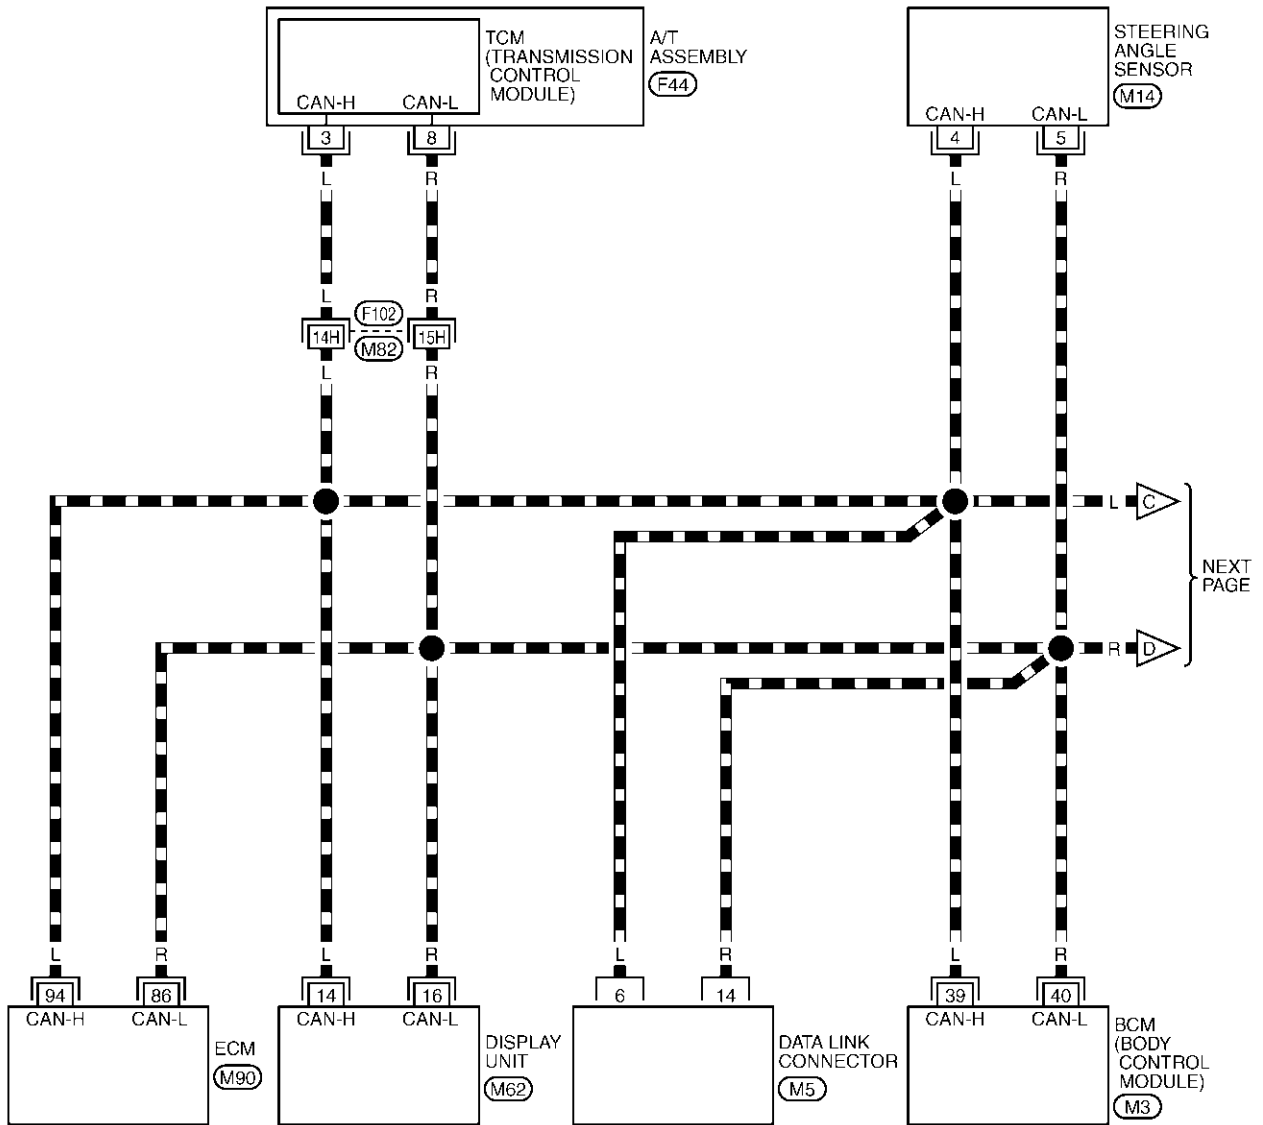 TCM
(TRANSMISSION
CONTROL
MODULE)
A/T
ASSEMBLY
F44
CAN-H
CAN-L
3
8
STEERING
ANGLE
SENSOR
M14
CAN-H
CAN-L
4
5
L
R
L
R
L
R
F102
14H
15H
M82
L
R
L
C
NEXT
PAGE
R
D
L
R
L
R
L
R
L
R
94
86
14
16
6
14
39
40
CAN-H
CAN-L
CAN-H
CAN-L
CAN-H
CAN-L
ECM
M90
DISPLAY
UNIT
M62
DATA LINK
CONNECTOR
M5
BCM
(BODY
CONTROL
MODULE)
M3